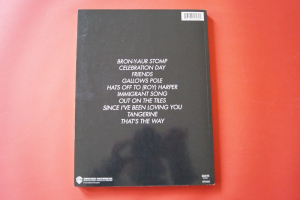 BRON-Y-AUR STOMP
CELEBRATION DAY
FRIENDS
GALLOWS POLE
HATS OFF TO (ROY) HARPER
IMMIGRANT SONG
OUT ON THE TILES
SINCE I'VE BEEN LOVING YOU
TANGERINE
THAT'S THE WAY